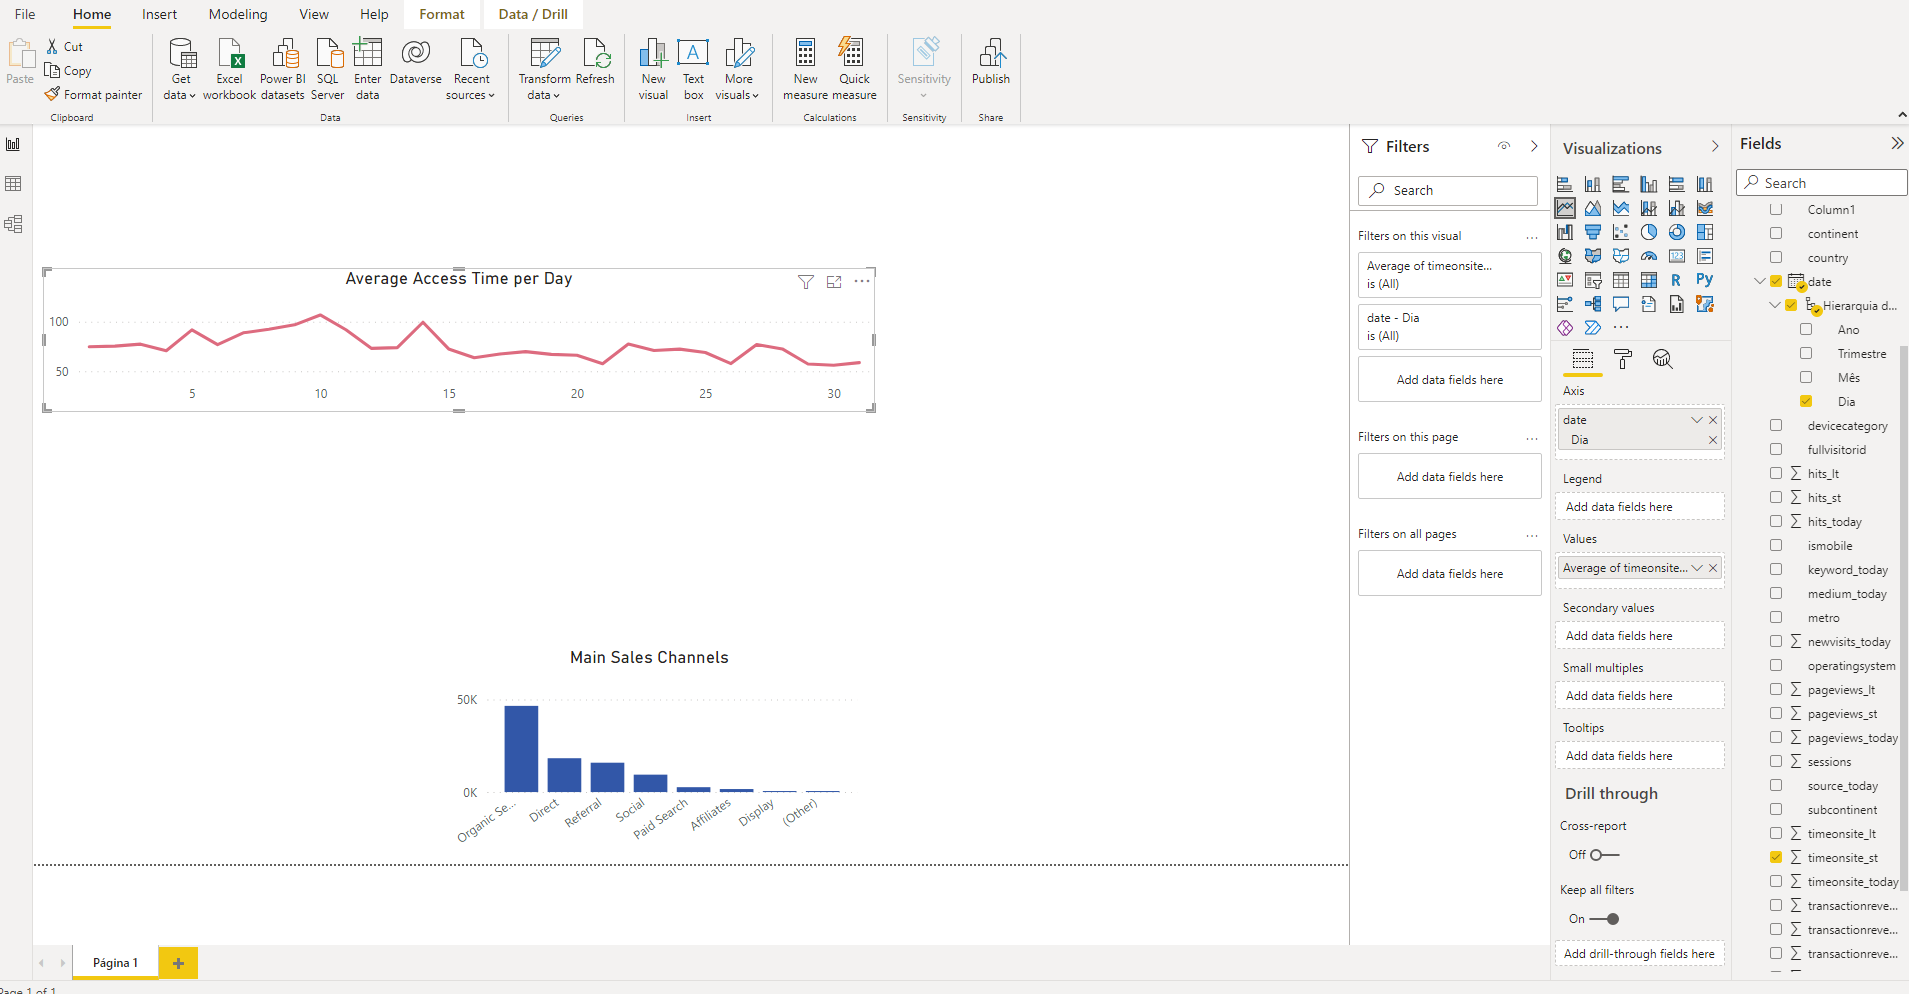 File Home Insert Modeling View Help Format Data / Drill
Paste
Cut
Copy
Format painter
Clipboard
Get data
Excel workbook
Power BI datasets
SQL Server
Enter data
Dataverse
Recent sources
Data
Transform data
Refresh
Queries
New visual
Text box
More visuals
Insert
New measure
Quick measure
Calculations
Sensitivity
Sensitivity
Publish
Share
Average Access Time per Day
100
50
5 10 15 20 25 30
Main Sales Channels
50K
0K
Organic Se...
Direct
Referral
Social
Paid Search
Affiliates
Display
(Other)
Página 1
Page 1 of 1
Filters
Search
Filters on this visual
Average of timeonsite...
is (All)
date - Dia
is (All)
Add data fields here
Filters on this page
Add data fields here
Filters on all pages
Add data fields here
Visualizations
R Py
123
Axis
date
Dia
Legend
Add data fields here
Values
Average of timeonsite...
Secondary values
Add data fields here
Small multiples
Add data fields here
Tooltips
Add data fields here
Drill through
Cross-report
Off
Keep all filters
On
Add drill-through fields here
Fields
Search
Column1
continent
country
date
Hierarquia d...
Ano
Trimestre
Mês
Dia
devicecategory
fullvisitorid
hits_lt
hits_st
hits_today
ismobile
keyword_today
medium_today
metro
newvisits_today
operatingsystem
pageviews_lt
pageviews_st
pageviews_today
sessions
source_today
subcontinent
timeonsite_lt
timeonsite_st
timeonsite_today
transactionreve...
transactionreve...
transactionreve...